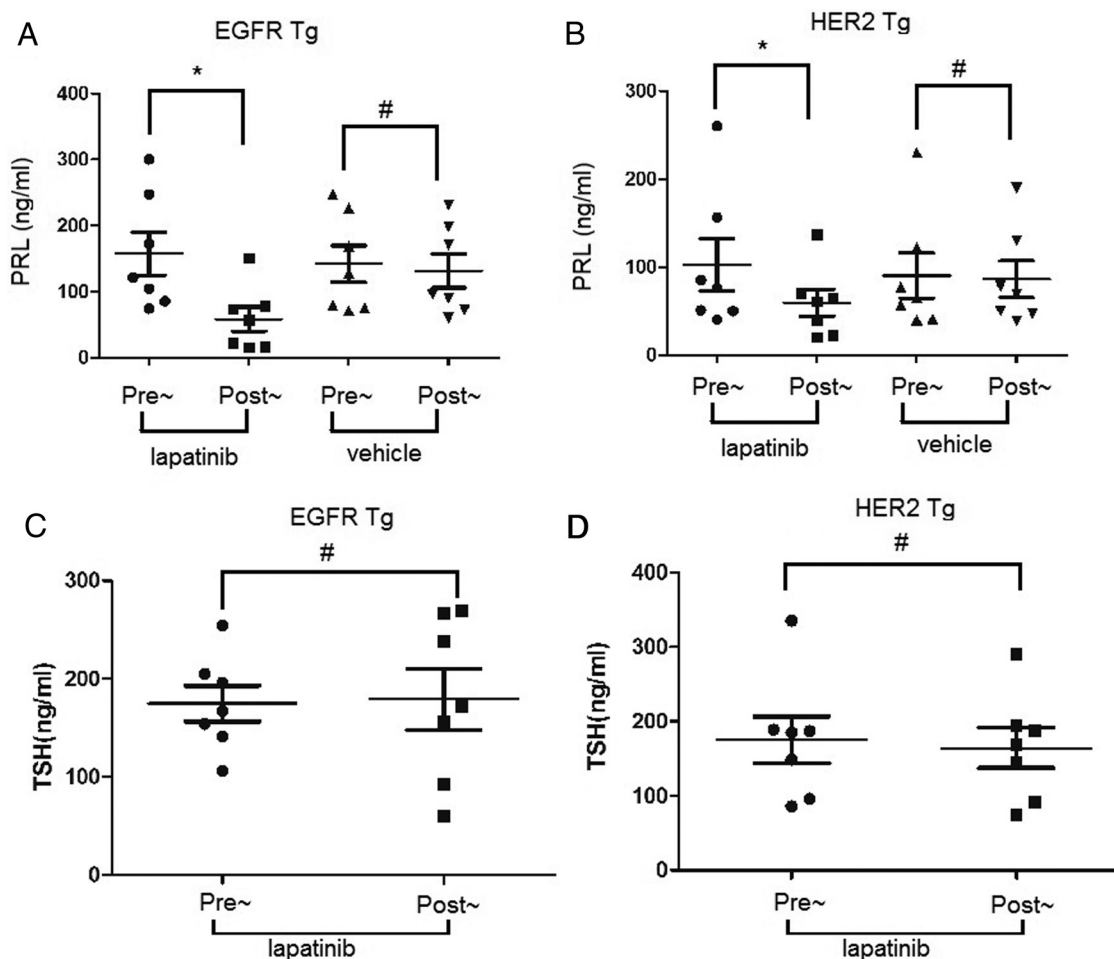 A
EGFR Tg
*
#
400
300
200
100
0
PRL (ng/ml)
Pre~ Post~ Pre~ Post~
lapatinib vehicle
B
HER2 Tg
*
#
300
200
100
0
PRL (ng/ml)
Pre~ Post~ Pre~ Post~
lapatinib vehicle
C
EGFR Tg
#
300
200
100
0
TSH(ng/ml)
Pre~ Post~
lapatinib
D
HER2 Tg
#
400
300
200
100
0
TSH(ng/ml)
Pre~ Post~
lapatinib